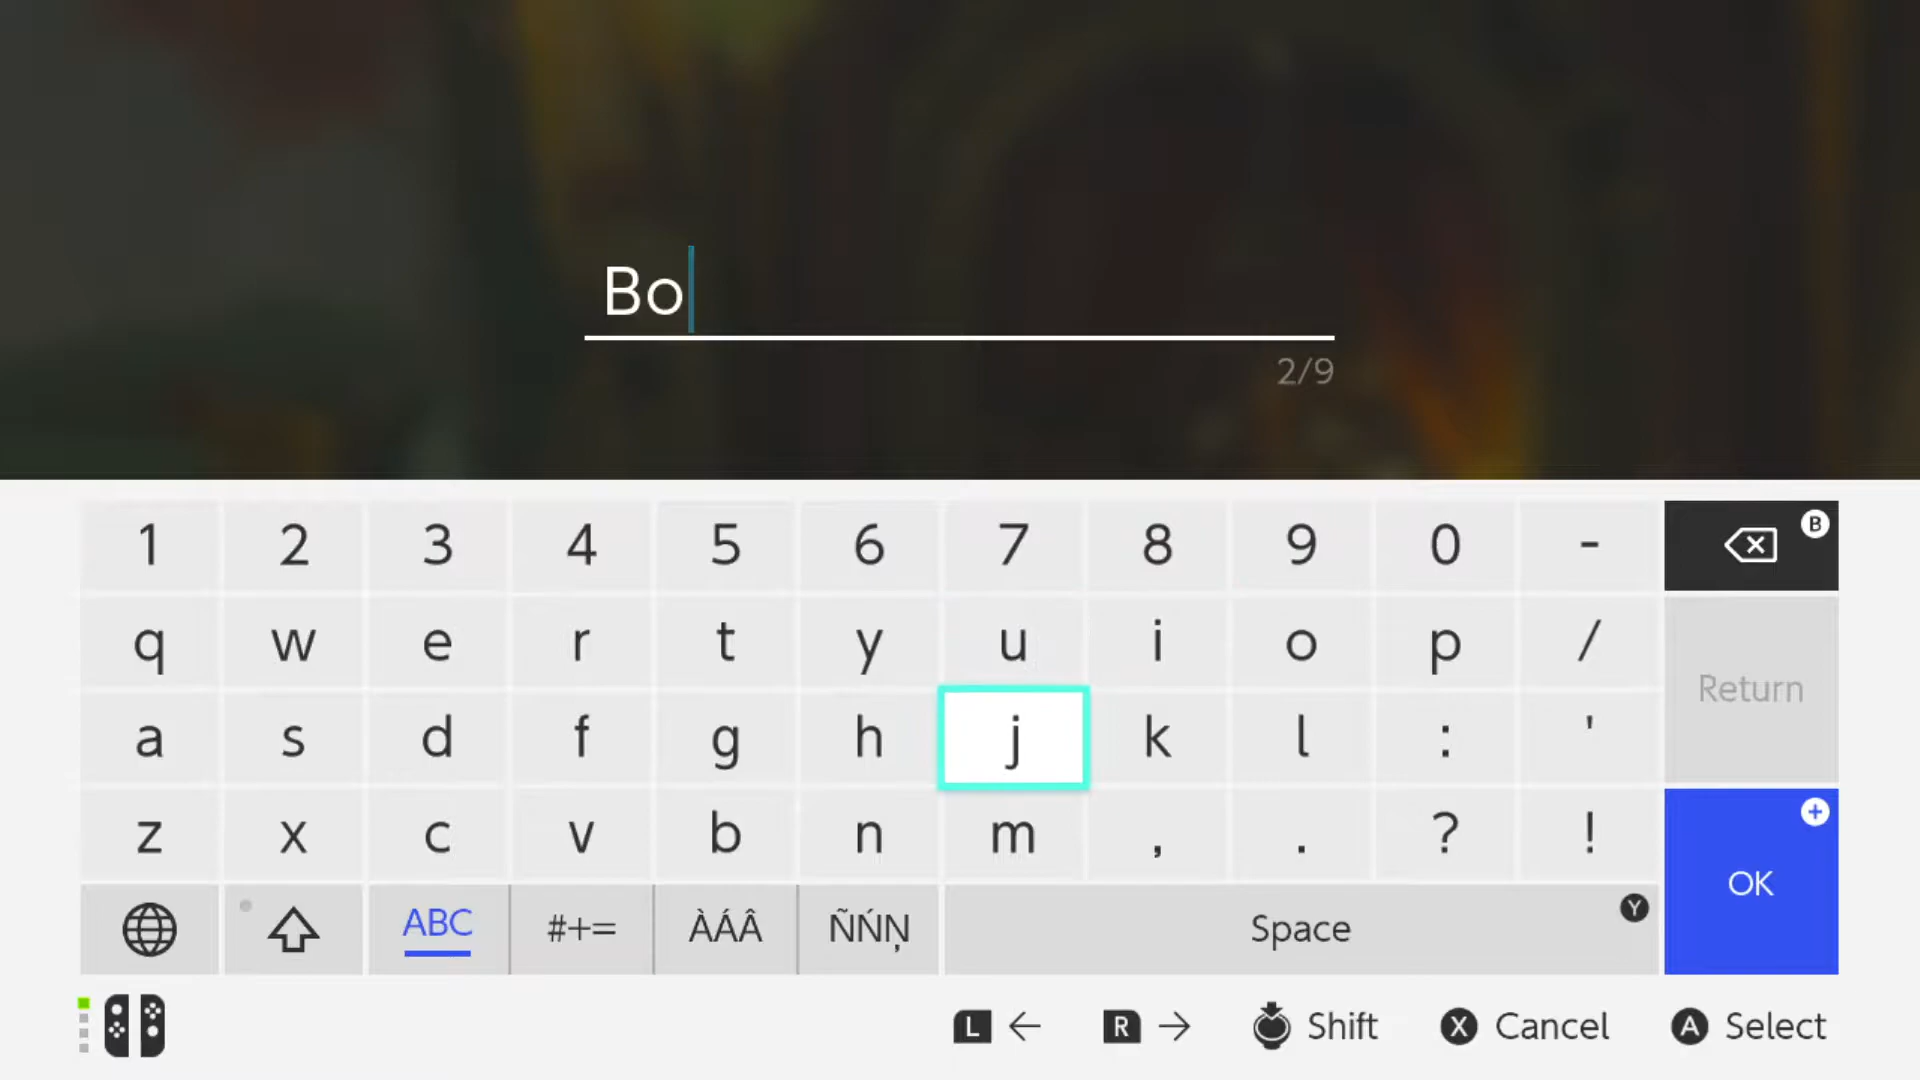 Bo
2/9
1 2 3 4 5 6 7 8 9 0 - B
q w e r t y u i o p / Return
a s d f g h j k l : '
z x c v b n m , . ? ! OK
ABC #+= ÀÁÂ ÑŃŅ Space Y
L ← R → Shift X Cancel A Select